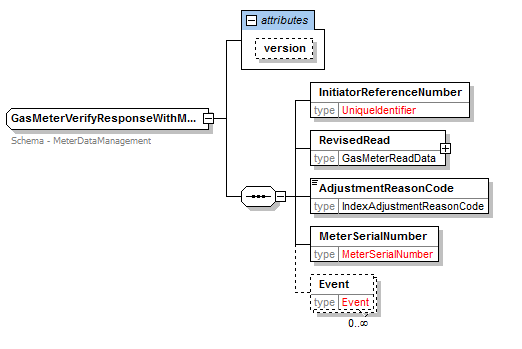 attributes
version
GasMeterVerifyResponseWithM...
Schema - MeterDataManagement
InitiatorReferenceNumber
type UniqueIdentifier
RevisedRead
type GasMeterReadData
AdjustmentReasonCode
type IndexAdjustmentReasonCode
MeterSerialNumber
type MeterSerialNumber
Event
type Event
0..∞